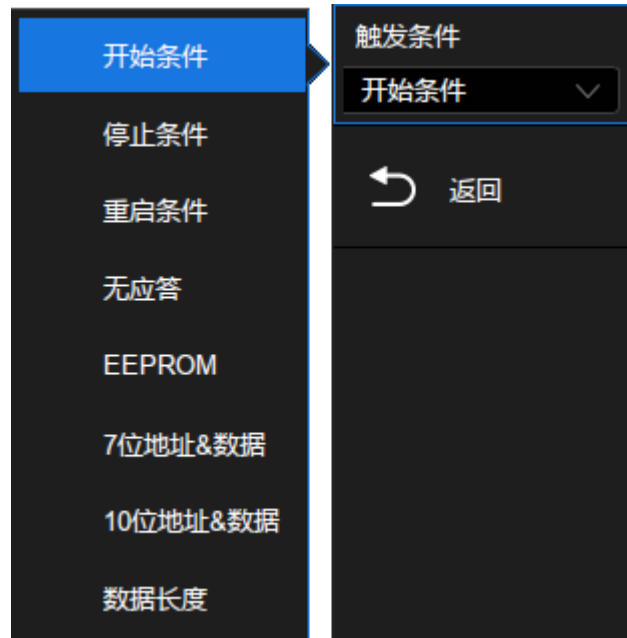 开始条件
停止条件
重启条件
无应答
EEPROM
7位地址&数据
10位地址&数据
数据长度
触发条件
开始条件
返回